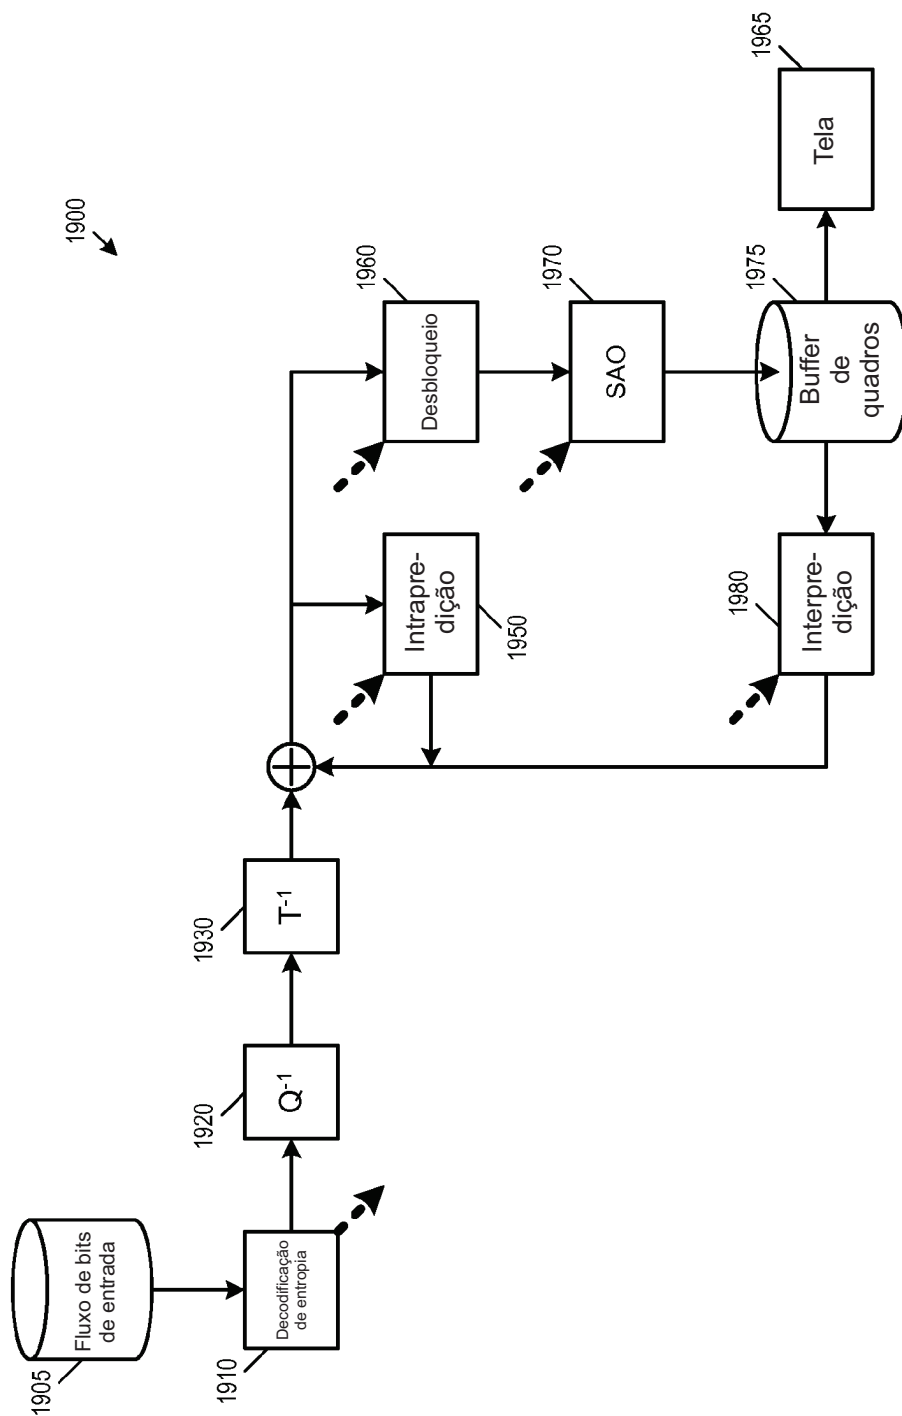 1900
1905
Fluxo de bits
de entrada
1910
Decodificação
de entropia
1920
Q-1
1930
T-1
1950
Intrapre-
dição
1960
Desbloqueio
1970
SAO
1975
Buffer
de
quadros
1965
Tela
1980
Interpre-
dição